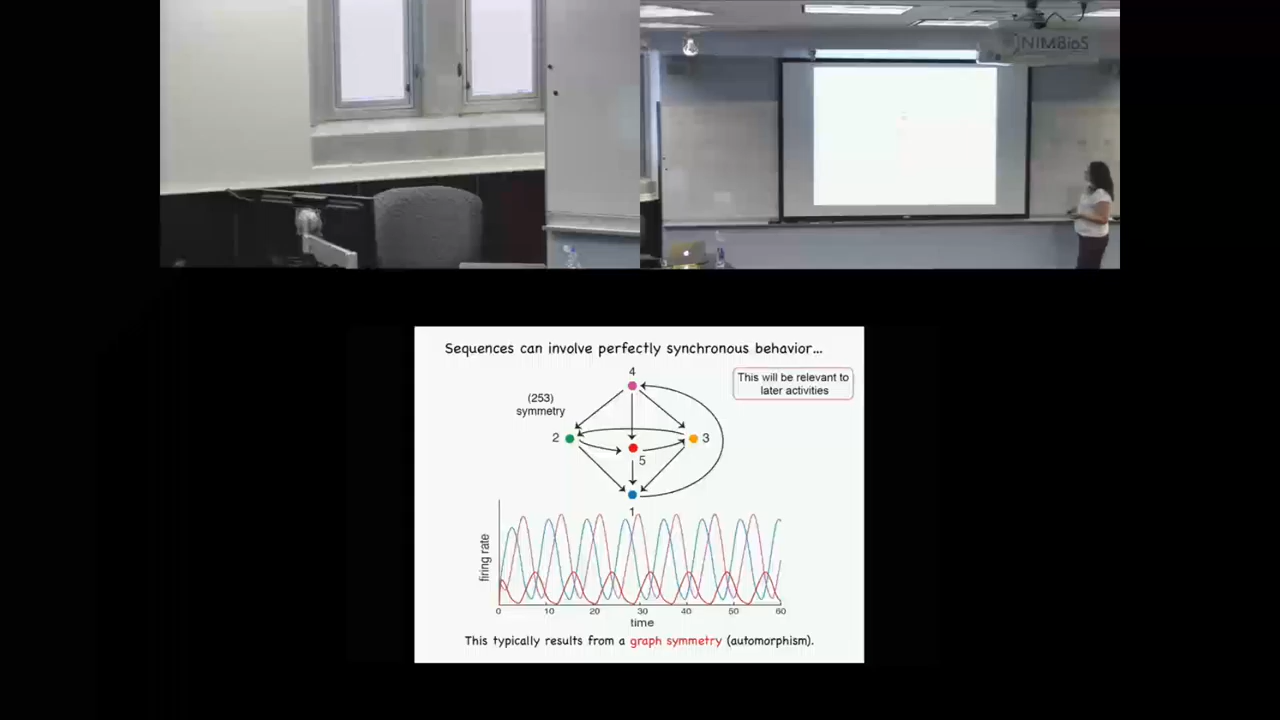 NIMBioS
Sequences can involve perfectly synchronous behavior...
This will be relevant to
later activities
(253)
symmetry
4
2
3
5
1
firing rate
0 10 20 30 40 50 60
time
This typically results from a graph symmetry (automorphism).